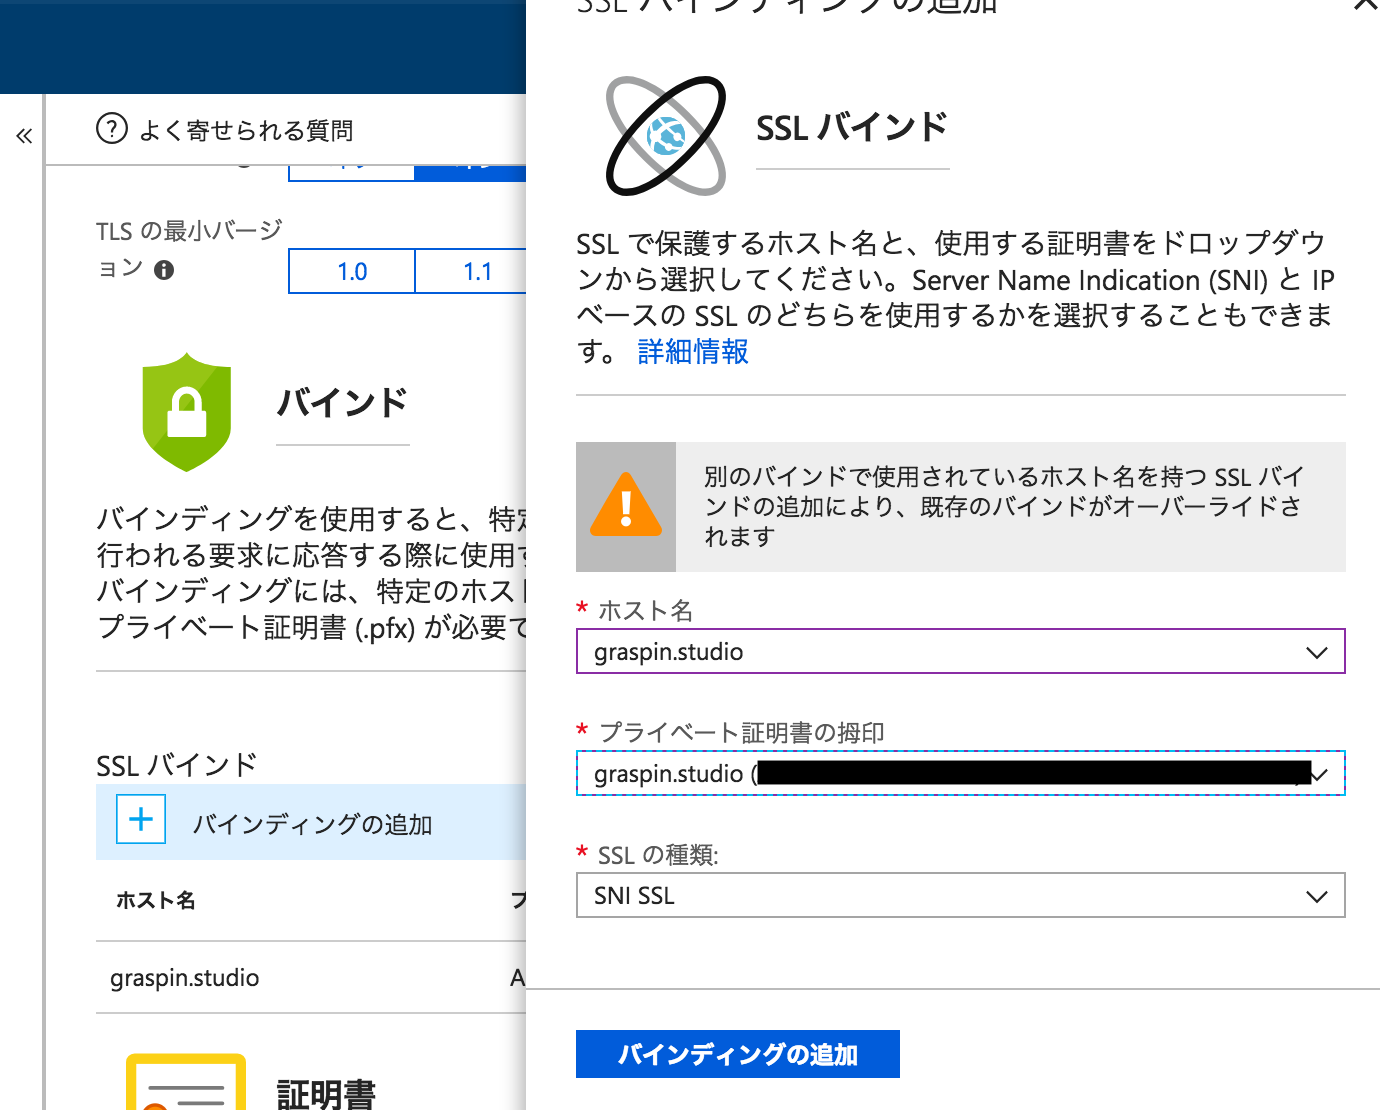 SSL バインディングの追加
よく寄せられる質問
TLS の最小バージ
ョン
1.0
1.1
バインド
バインディングを使用すると、特定
行われる要求に応答する際に使用す
バインディングには、特定のホスト
プライベート証明書 (.pfx) が必要で
SSL バインド
バインディングの追加
ホスト名
プ
graspin.studio
A
証明書
SSL バインド
SSL で保護するホスト名と、使用する証明書をドロップダウ
ンから選択してください。Server Name Indication (SNI) と IP
ベースの SSL のどちらを使用するかを選択することもできま
す。 詳細情報
別のバインドで使用されているホスト名を持つ SSL バイ
ンドの追加により、既存のバインドがオーバーライドさ
れます
* ホスト名
graspin.studio
* プライベート証明書の拇印
graspin.studio (
* SSL の種類:
SNI SSL
バインディングの追加